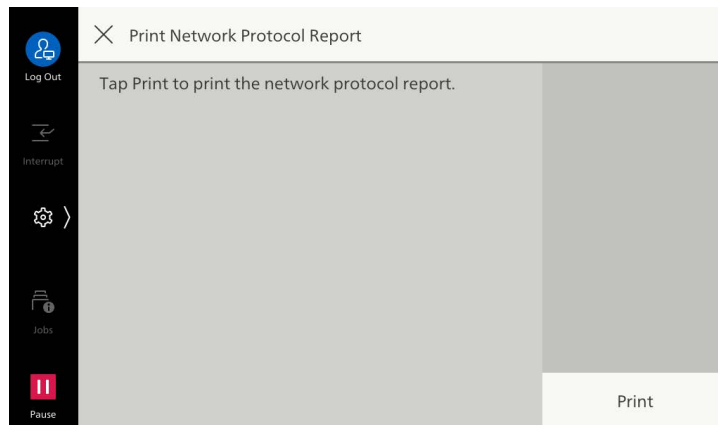 Print Network Protocol Report
Log Out
Tap Print to print the network protocol report.
Interrupt
Jobs
Pause
Print